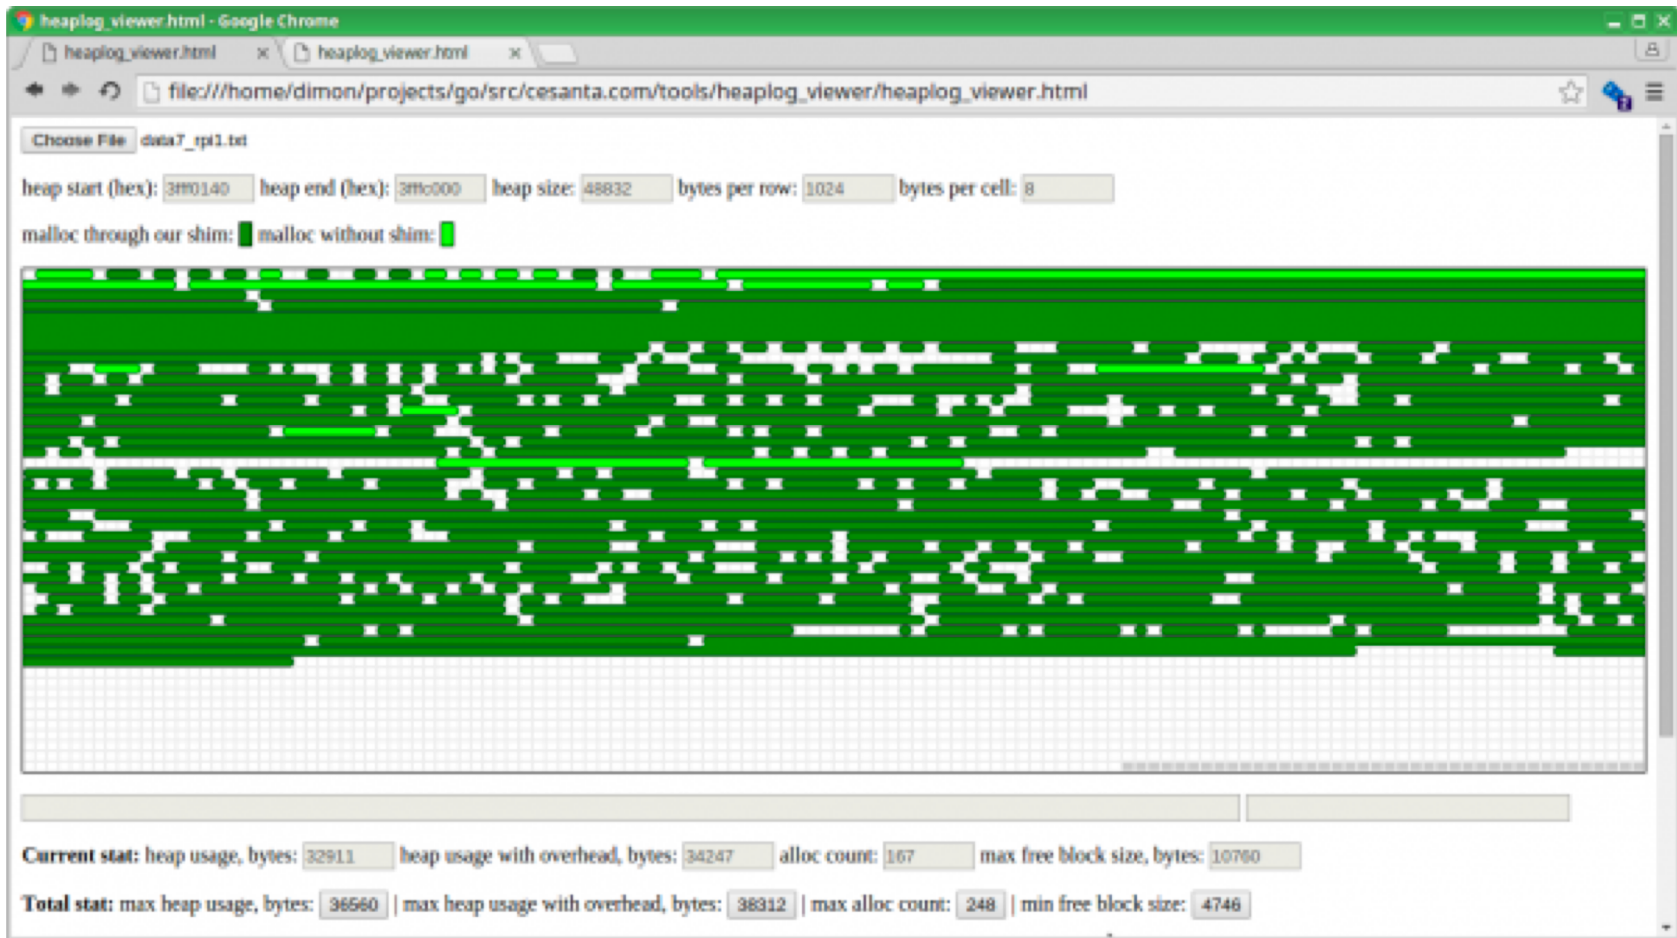 heaplog_viewer.html - Google Chrome
heaplog_viewer.html × heaplog_viewer.html ×
file:///home/dimon/projects/go/src/cesanta.com/tools/heaplog_viewer/heaplog_viewer.html
Choose File data7_rpi1.txt
heap start (hex): 3fff0140 heap end (hex): 3fffc000 heap size: 48832 bytes per row: 1024 bytes per cell: 8
malloc through our shim: malloc without shim:
Current stat: heap usage, bytes: 32911 heap usage with overhead, bytes: 34247 alloc count: 167 max free block size, bytes: 10760
Total stat: max heap usage, bytes: 36560 | max heap usage with overhead, bytes: 38312 | max alloc count: 248 | min free block size: 4746